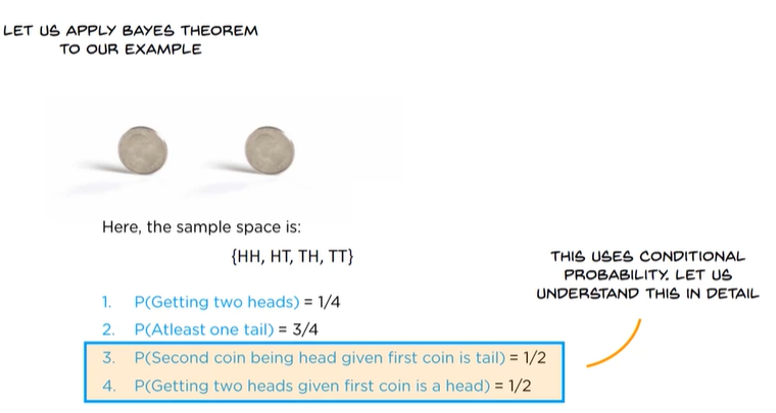 LET US APPLY BAYES THEOREM
TO OUR EXAMPLE
Here, the sample space is:
{HH, HT, TH, TT}
THIS USES CONDITIONAL
PROBABILITY. LET US
UNDERSTAND THIS IN DETAIL
1. P(Getting two heads) = 1/4
2. P(Atleast one tail) = 3/4
3. P(Second coin being head given first coin is tail) = 1/2
4. P(Getting two heads given first coin is a head) = 1/2